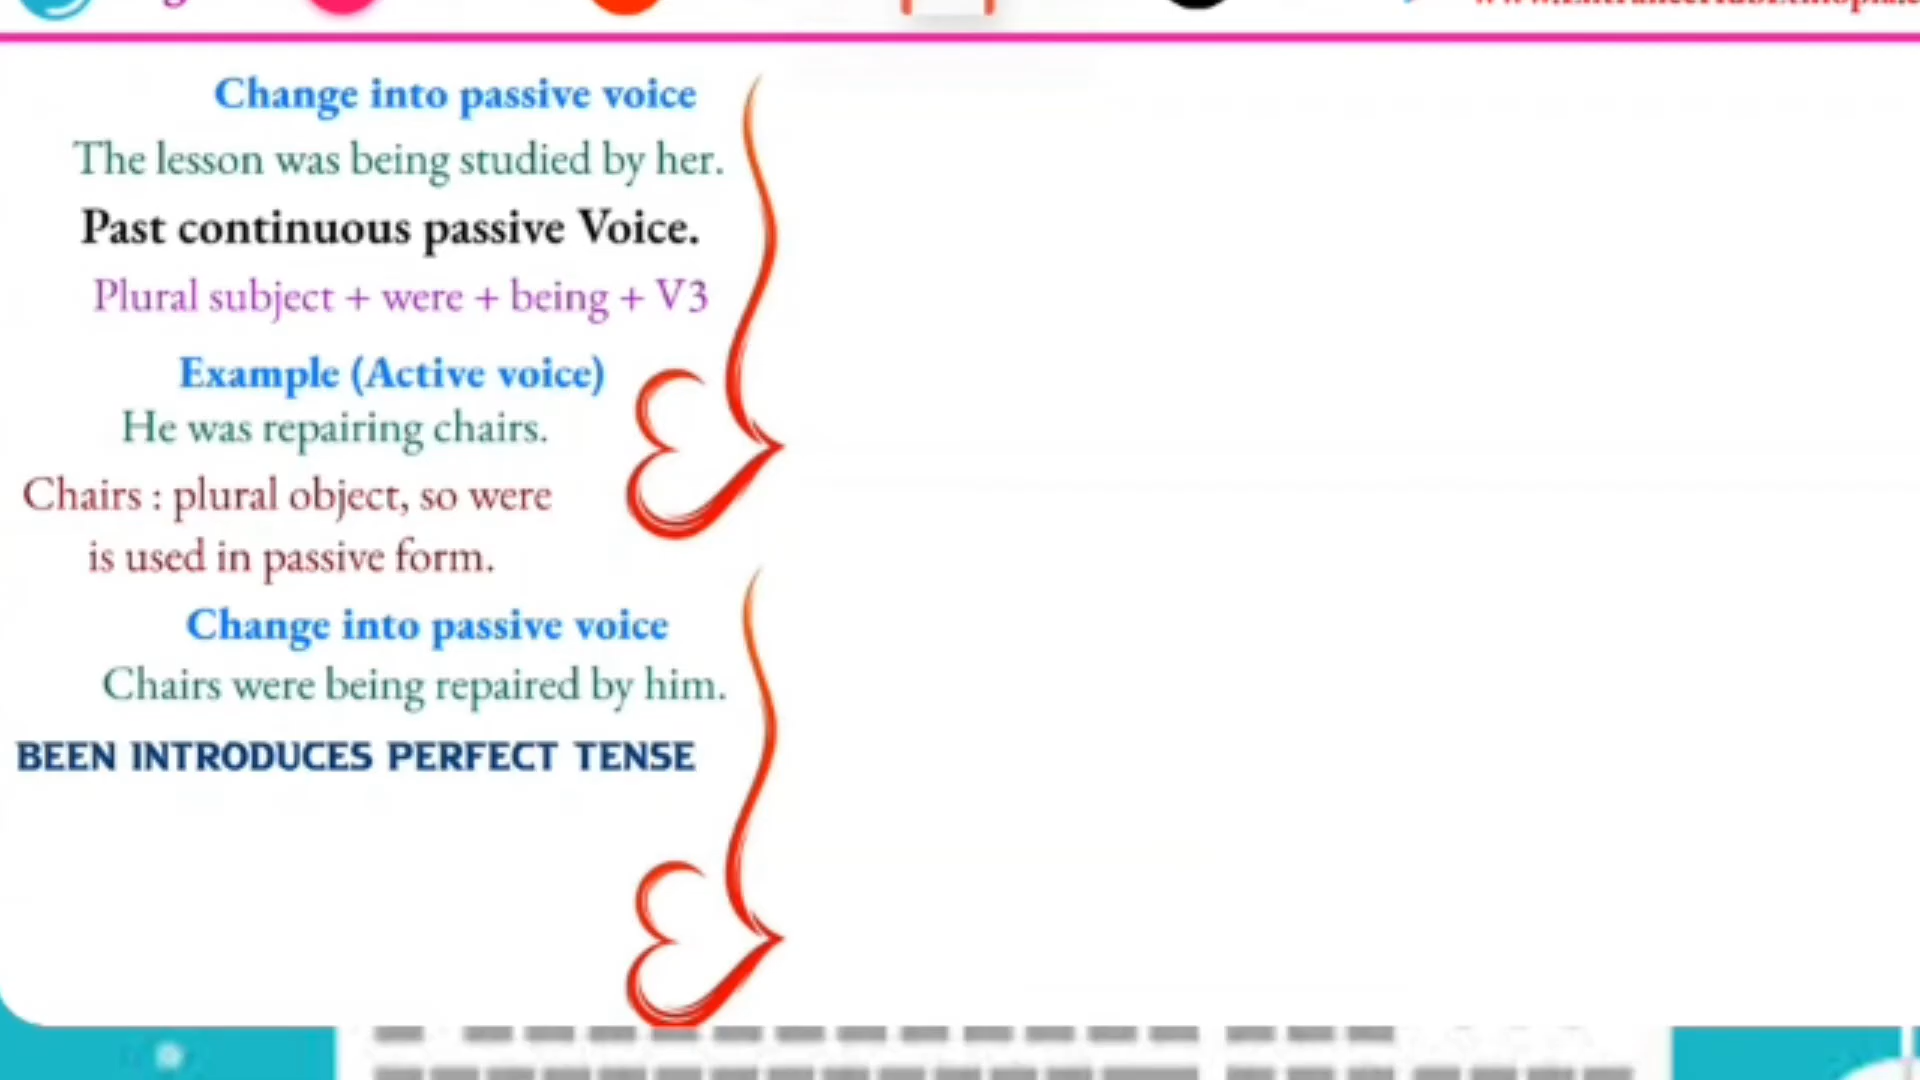 Change into passive voice
The lesson was being studied by her.
Past continuous passive Voice.
Plural subject + were + being + V3
Example (Active voice)
He was repairing chairs.
Chairs : plural object, so were
is used in passive form.
Change into passive voice
Chairs were being repaired by him.
BEEN INTRODUCES PERFECT TENSE